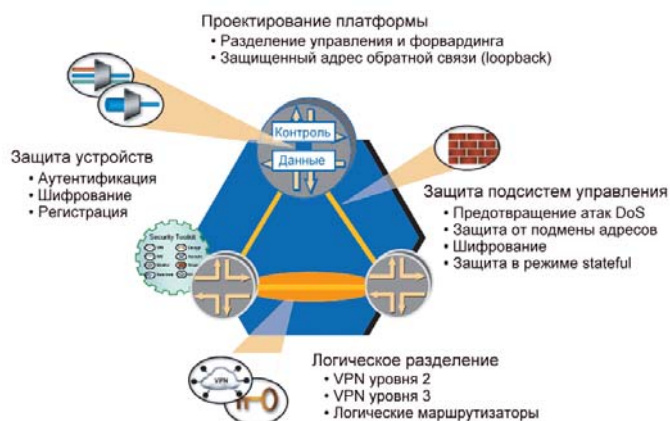 Проектирование платформы
• Разделение управления и форвардинга
• Защищенный адрес обратной связи (loopback)
Контроль
Данные
Защита устройств
• Аутентификация
• Шифрование
• Регистрация
Защита подсистем управления
• Предотвращение атак DoS
• Защита от подмены адресов
• Шифрование
• Защита в режиме stateful
Security Toolkit
VPN
Логическое разделение
• VPN уровня 2
• VPN уровня 3
• Логические маршрутизаторы